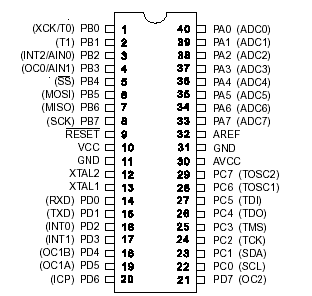 (XCK/T0) PB0 1 40 PA0 (ADC0)
(T1) PB1 2 39 PA1 (ADC1)
(INT2/AIN0) PB2 3 38 PA2 (ADC2)
(OC0/AIN1) PB3 4 37 PA3 (ADC3)
(SS) PB4 5 36 PA4 (ADC4)
(MOSI) PB5 6 35 PA5 (ADC5)
(MISO) PB6 7 34 PA6 (ADC6)
(SCK) PB7 8 33 PA7 (ADC7)
RESET 9 32 AREF
VCC 10 31 GND
GND 11 30 AVCC
XTAL2 12 29 PC7 (TOSC2)
XTAL1 13 28 PC6 (TOSC1)
(RXD) PD0 14 27 PC5 (TDI)
(TXD) PD1 15 26 PC4 (TDO)
(INT0) PD2 16 25 PC3 (TMS)
(INT1) PD3 17 24 PC2 (TCK)
(OC1B) PD4 18 23 PC1 (SDA)
(OC1A) PD5 19 22 PC0 (SCL)
(ICP) PD6 20 21 PD7 (OC2)